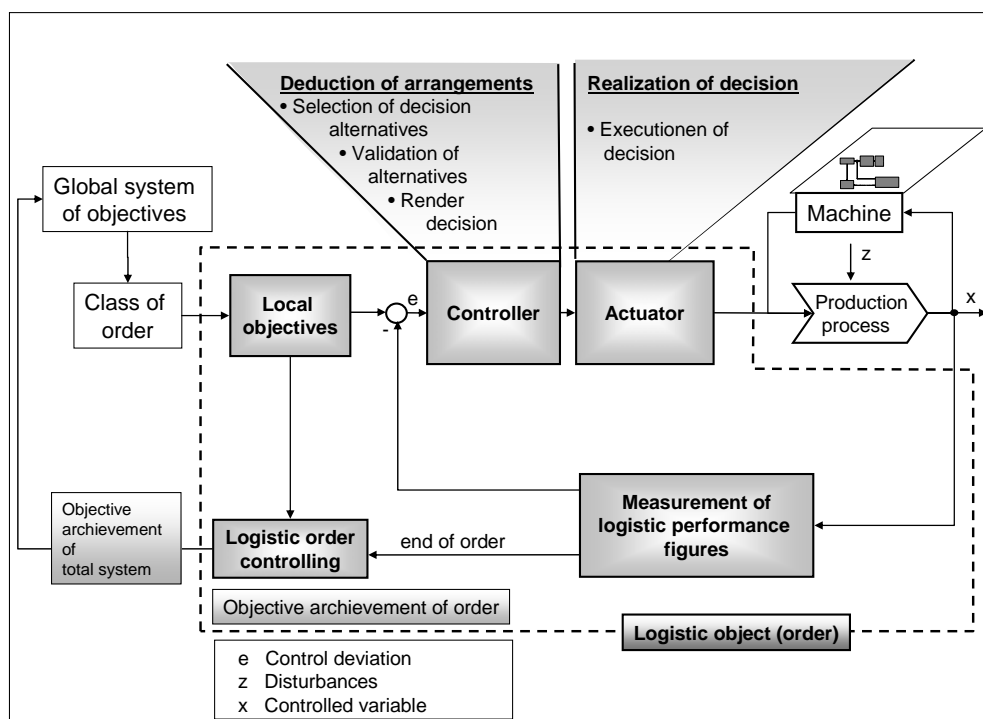 Deduction of arrangements
• Selection of decision
alternatives
• Validation of
alternatives
• Render
decision
Realization of decision
• Executionen of
decision
Global system
of objectives
Machine
z
Class of
order
Local
objectives
e
-
Controller
Actuator
Production
process
x
Objective
archievement
of
total system
Logistic order
controlling
end of order
Measurement of
logistic performance
figures
Objective archievement of order
Logistic object (order)
e Control deviation
z Disturbances
x Controlled variable